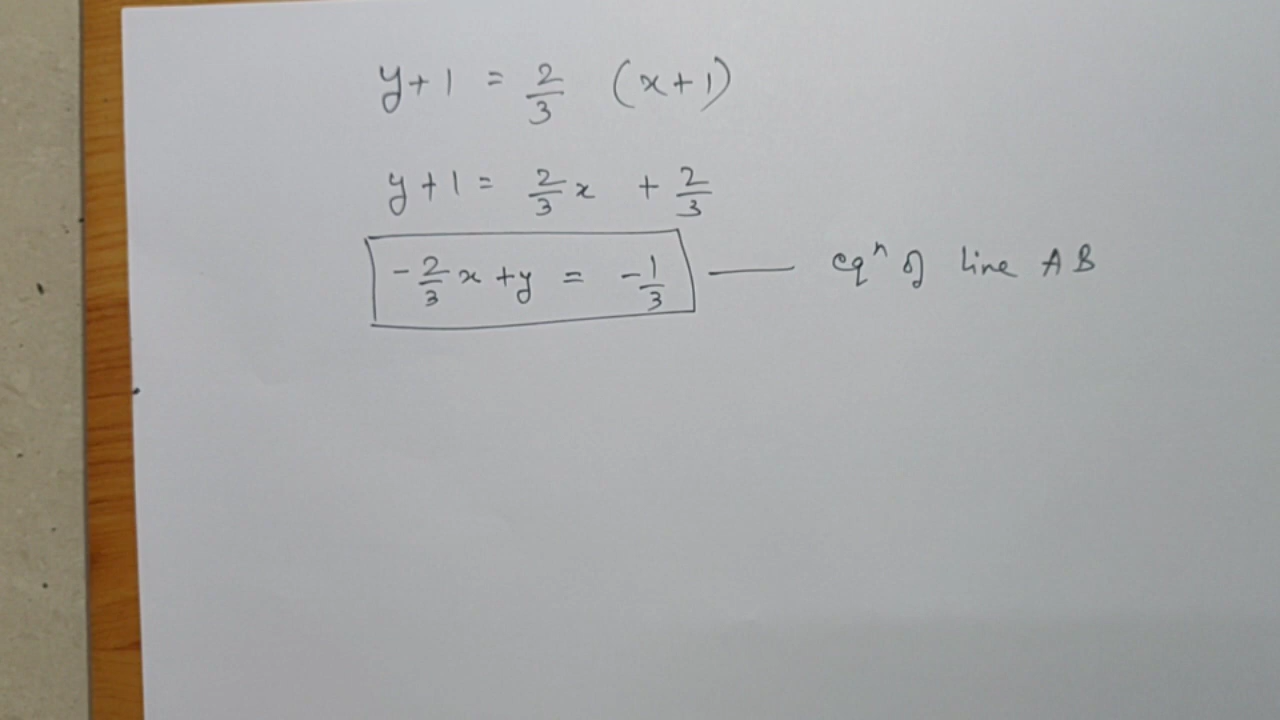 y+1 = 2/3 (x+1)
y+1 = 2/3 x + 2/3
-2/3 x + y = -1/3 —— eqⁿ of line AB